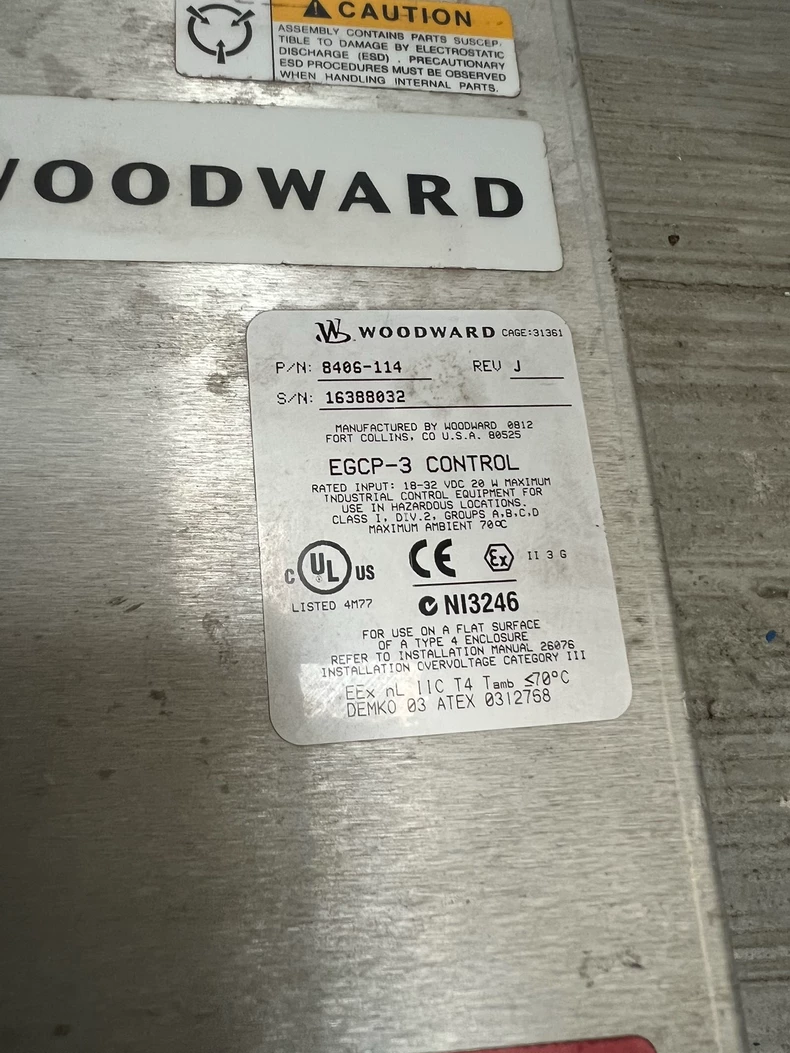 CAUTION
ASSEMBLY CONTAINS PARTS SUSCEP-
TIBLE TO DAMAGE BY ELECTROSTATIC
DISCHARGE (ESD) . PRECAUTIONARY
ESD PROCEDURES MUST BE OBSERVED
WHEN HANDLING INTERNAL PARTS.
WOODWARD
W WOODWARD CAGE:31361
P/N: 8406-114 REV J
S/N: 16388032
MANUFACTURED BY WOODWARD 0812
FORT COLLINS, CO U.S.A. 80525
EGCP-3 CONTROL
RATED INPUT: 18-32 VDC 20 W MAXIMUM
INDUSTRIAL CONTROL EQUIPMENT FOR
USE IN HAZARDOUS LOCATIONS.
CLASS I, DIV.2, GROUPS A,B,C,D
MAXIMUM AMBIENT 70°C
C UL US CE Ex II 3 G
LISTED 4M77 NI3246
FOR USE ON A FLAT SURFACE
OF A TYPE 4 ENCLOSURE
REFER TO INSTALLATION MANUAL 26076
INSTALLATION OVERVOLTAGE CATEGORY III
EEx nL IIC T4 Tamb ≤70°C
DEMKO 03 ATEX 0312768